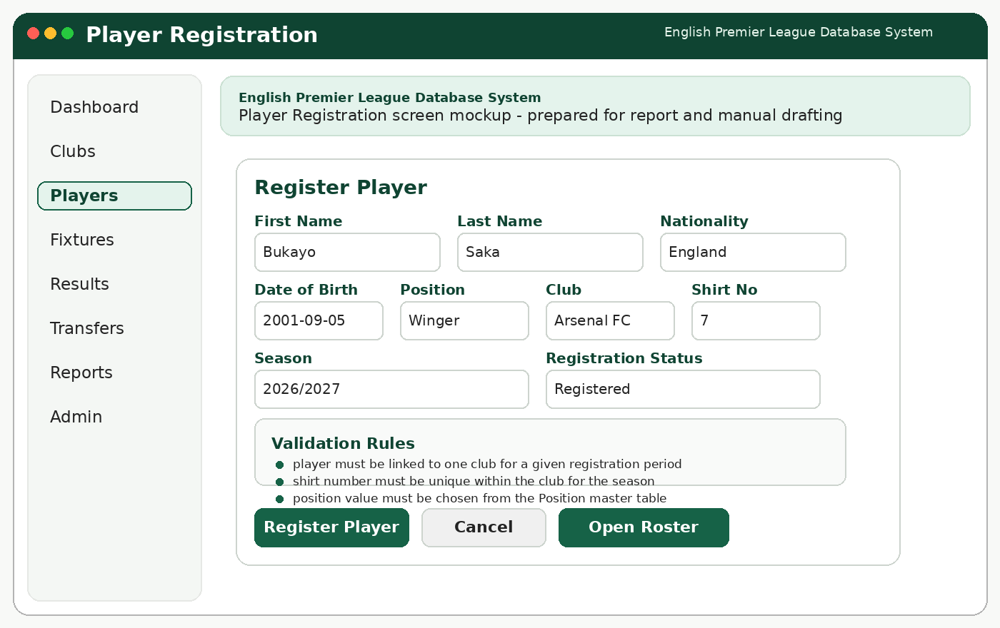 Player Registration
English Premier League Database System
Dashboard
Clubs
Players
Fixtures
Results
Transfers
Reports
Admin
English Premier League Database System
Player Registration screen mockup - prepared for report and manual drafting
Register Player
First Name Last Name Nationality
Bukayo Saka England
Date of Birth Position Club Shirt No
2001-09-05 Winger Arsenal FC 7
Season Registration Status
2026/2027 Registered
Validation Rules
player must be linked to one club for a given registration period
shirt number must be unique within the club for the season
position value must be chosen from the Position master table
Register Player Cancel Open Roster